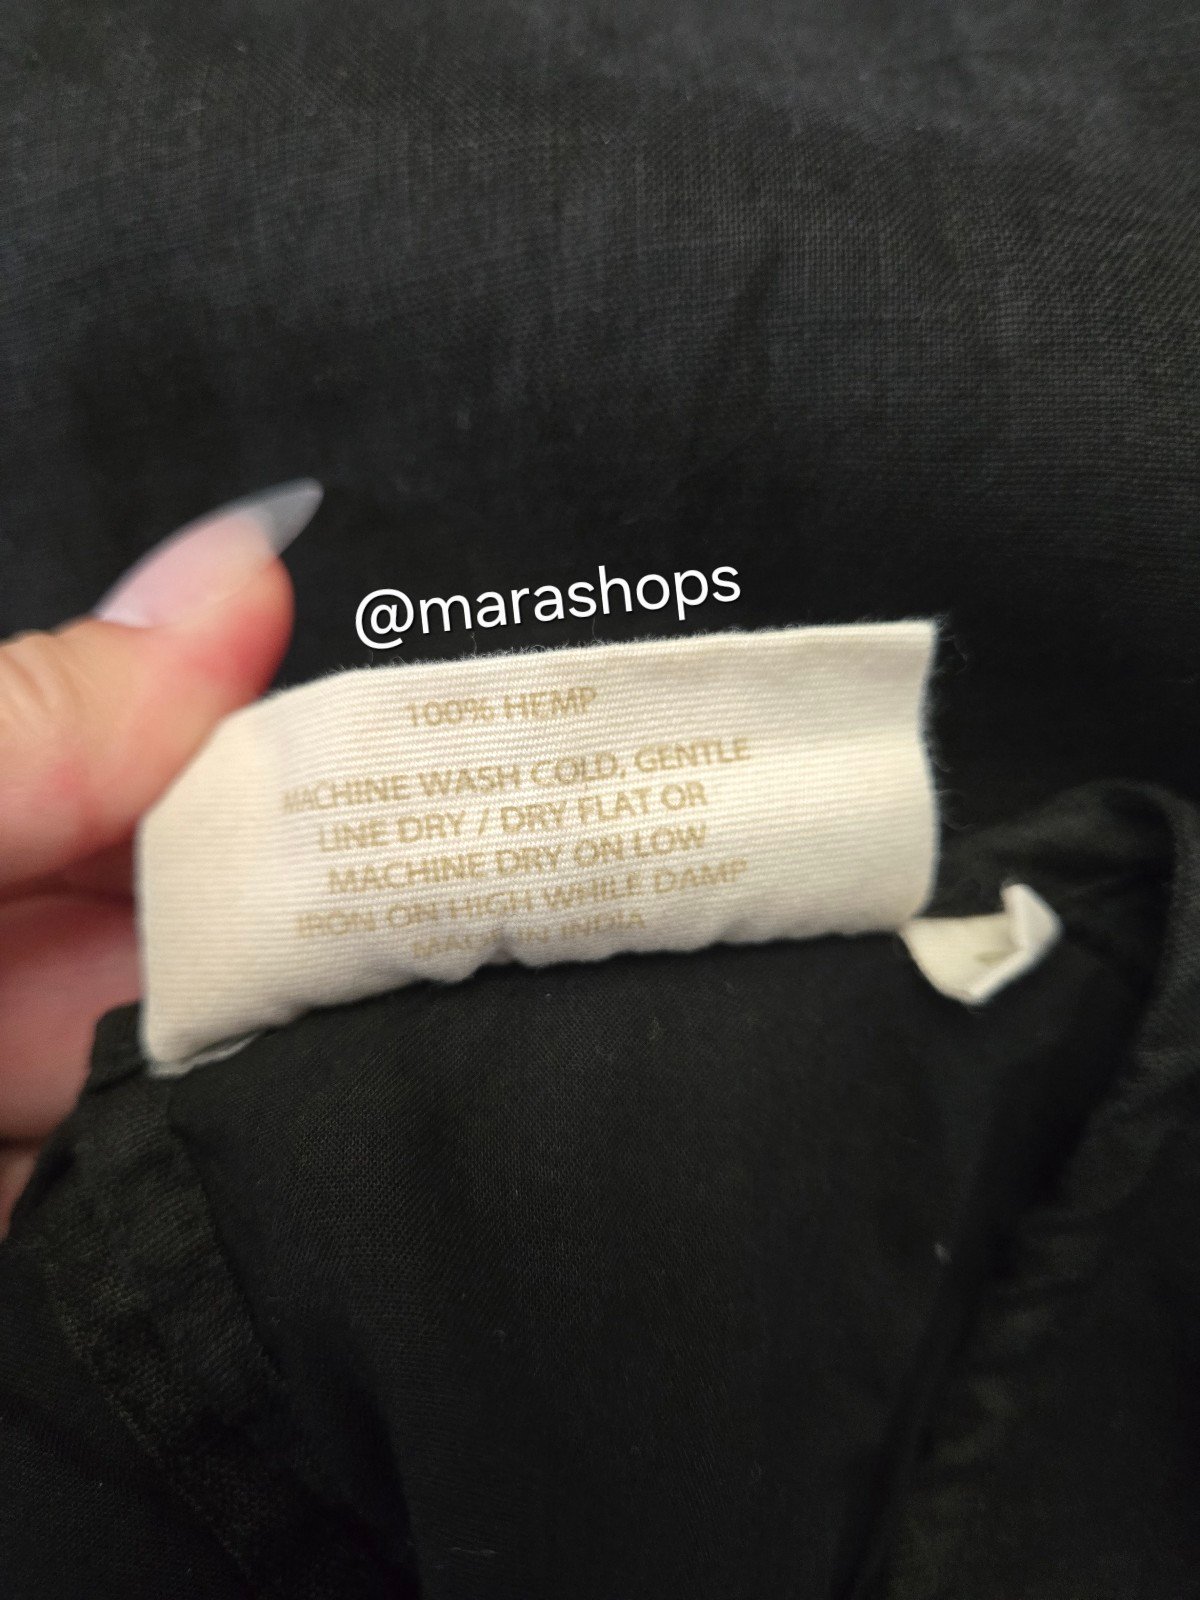 @marashops
100% HEMP
MACHINE WASH COLD, GENTLE
LINE DRY / DRY FLAT OR
MACHINE DRY ON LOW
IRON ON HIGH WHILE DAMP
MADE IN INDIA